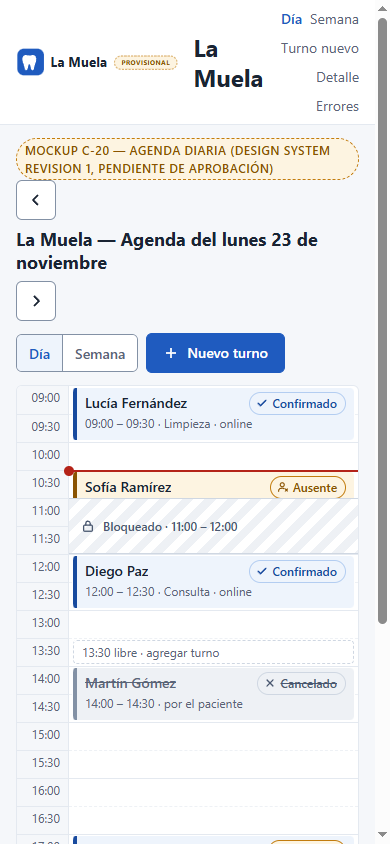 La Muela PROVISIONAL
La
Muela
Día Semana
Turno nuevo
Detalle
Errores
MOCKUP C-20 — AGENDA DIARIA (DESIGN SYSTEM
REVISION 1, PENDIENTE DE APROBACIÓN)
La Muela — Agenda del lunes 23 de
noviembre
Día Semana + Nuevo turno
09:00
Lucía Fernández Confirmado
09:00 – 09:30 · Limpieza · online
09:30
10:00
10:30
Sofía Ramírez Ausente
11:00
Bloqueado · 11:00 – 12:00
11:30
12:00
Diego Paz Confirmado
12:00 – 12:30 · Consulta · online
12:30
13:00
13:30
13:30 libre · agregar turno
14:00
Martín Gómez Cancelado
14:00 – 14:30 · por el paciente
14:30
15:00
15:30
16:00
16:30